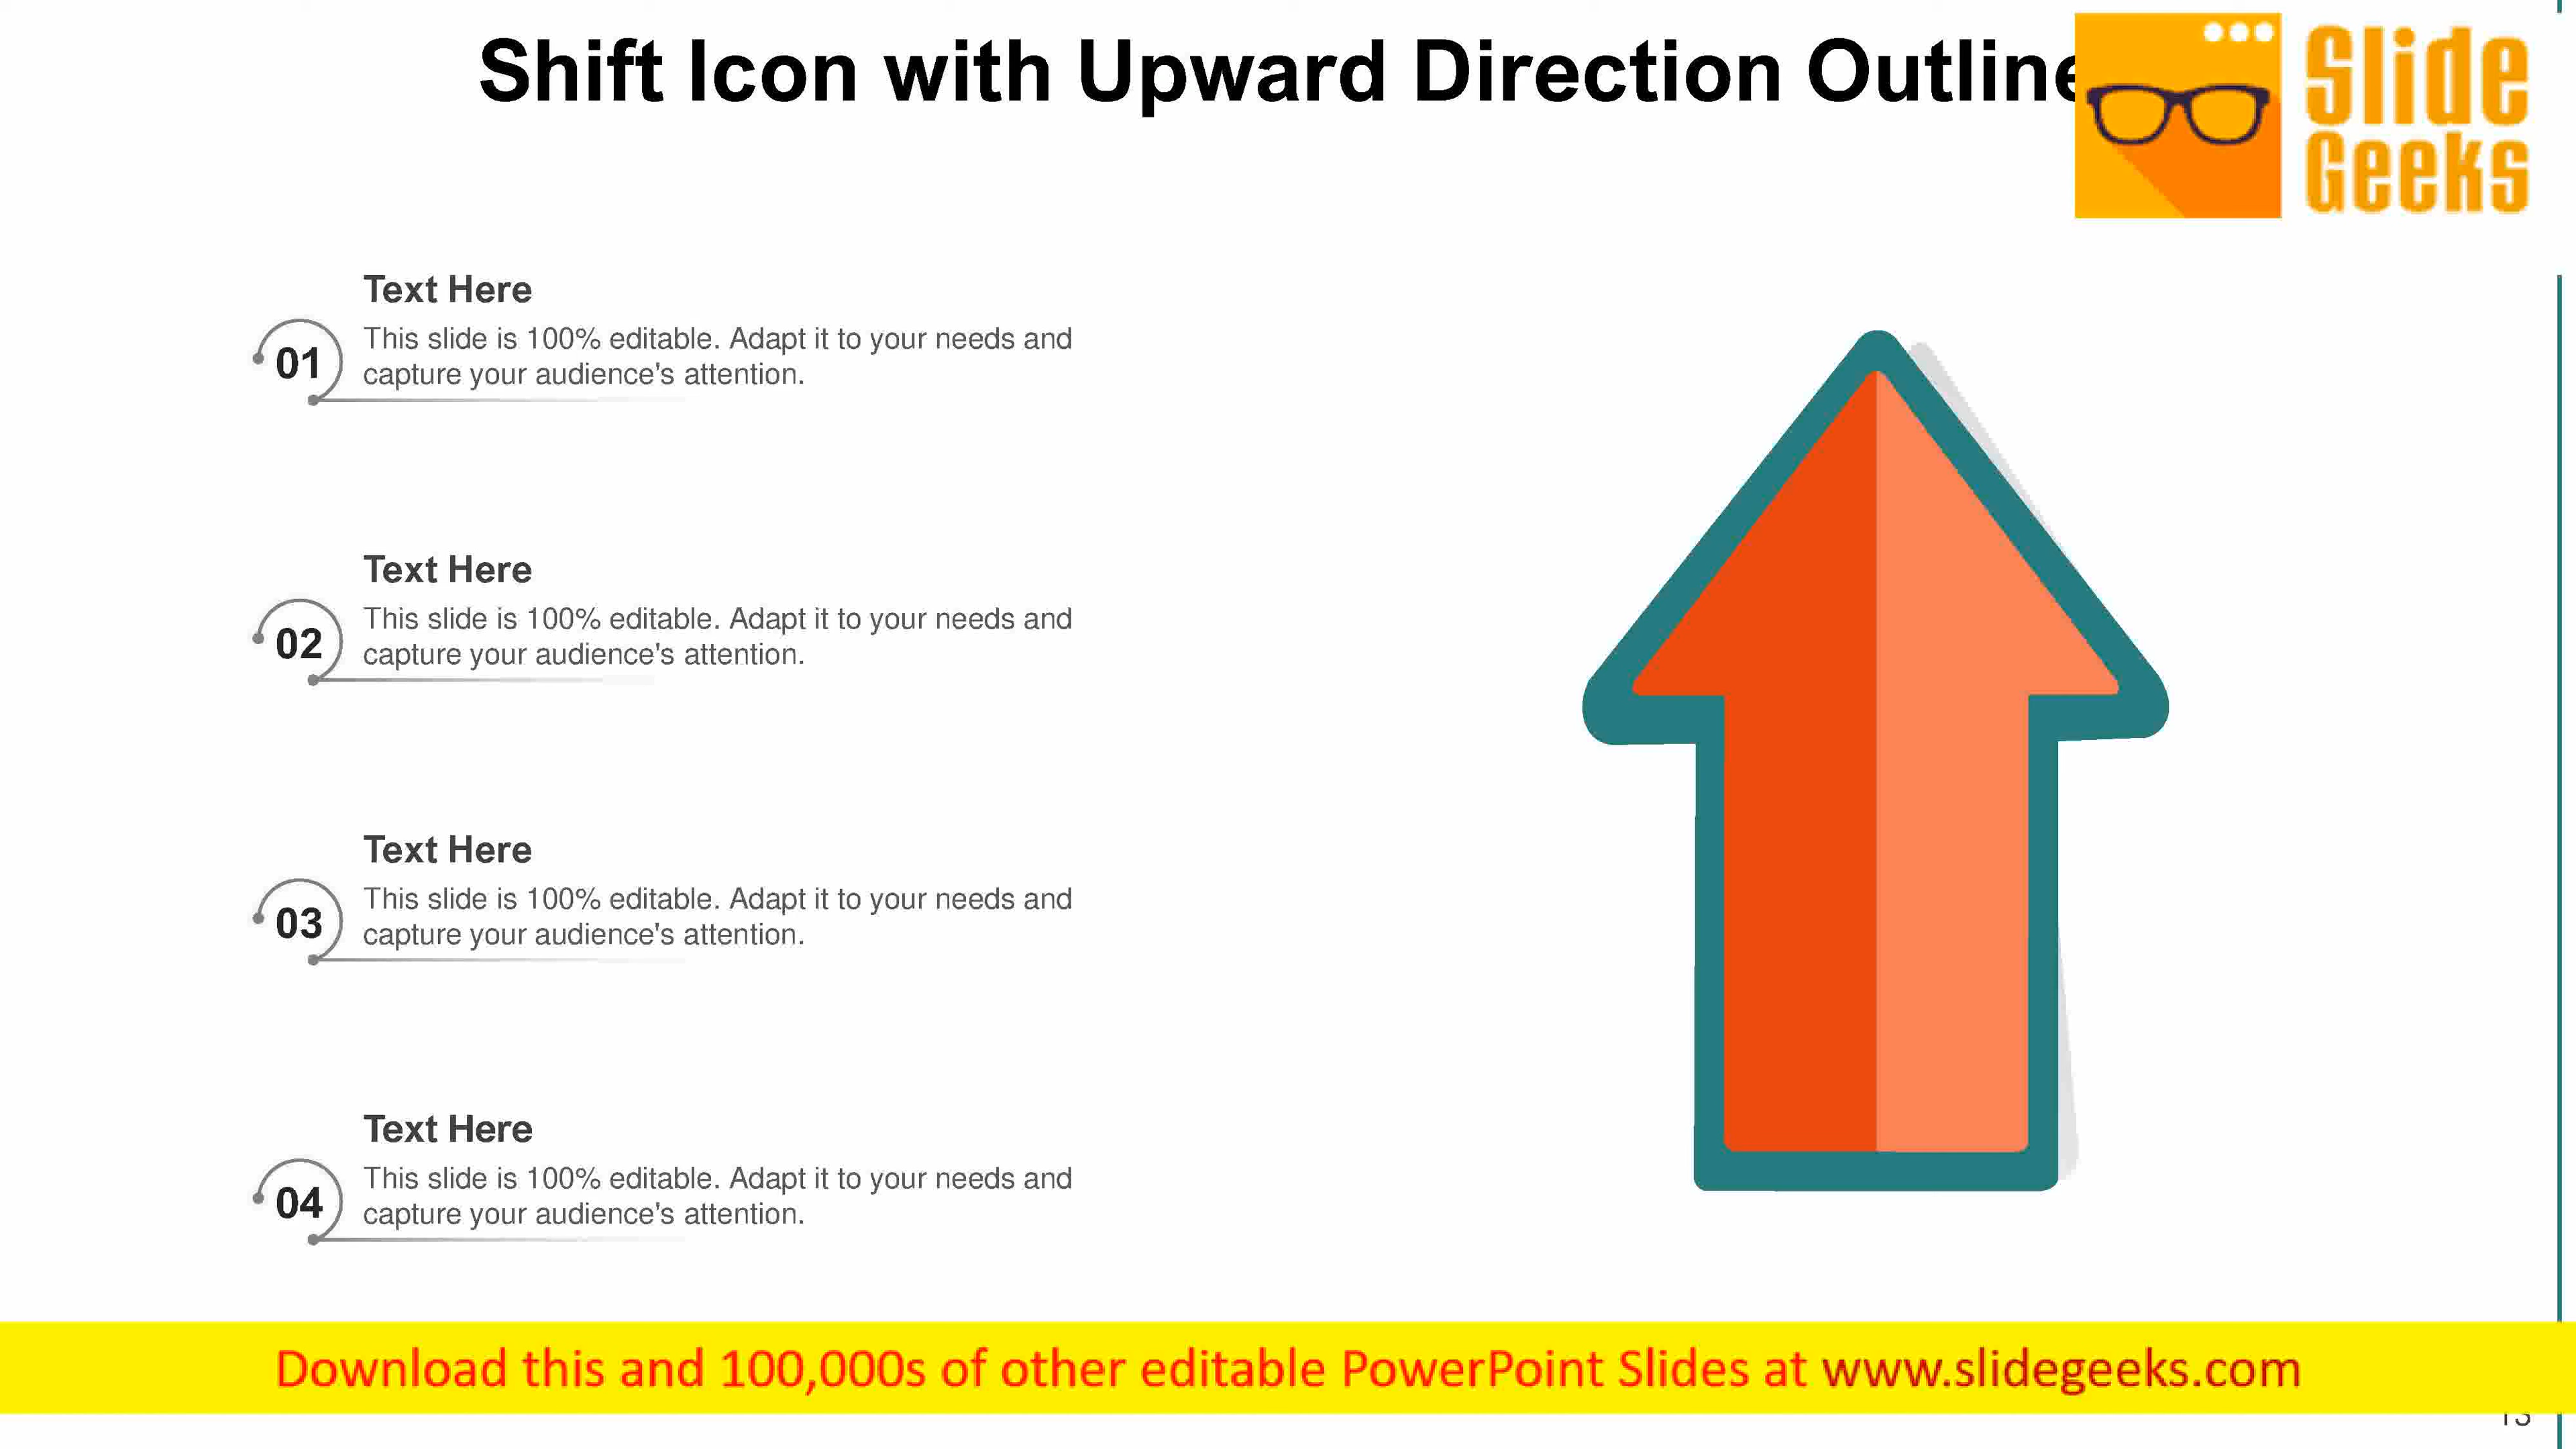 Shift Icon with Upward Direction Outline
Slide
Geeks
Text Here
01
This slide is 100% editable. Adapt it to your needs and
capture your audience's attention.
Text Here
02
This slide is 100% editable. Adapt it to your needs and
capture your audience's attention.
Text Here
03
This slide is 100% editable. Adapt it to your needs and
capture your audience's attention.
Text Here
04
This slide is 100% editable. Adapt it to your needs and
capture your audience's attention.
Download this and 100,000s of other editable PowerPoint Slides at www.slidegeeks.com
13